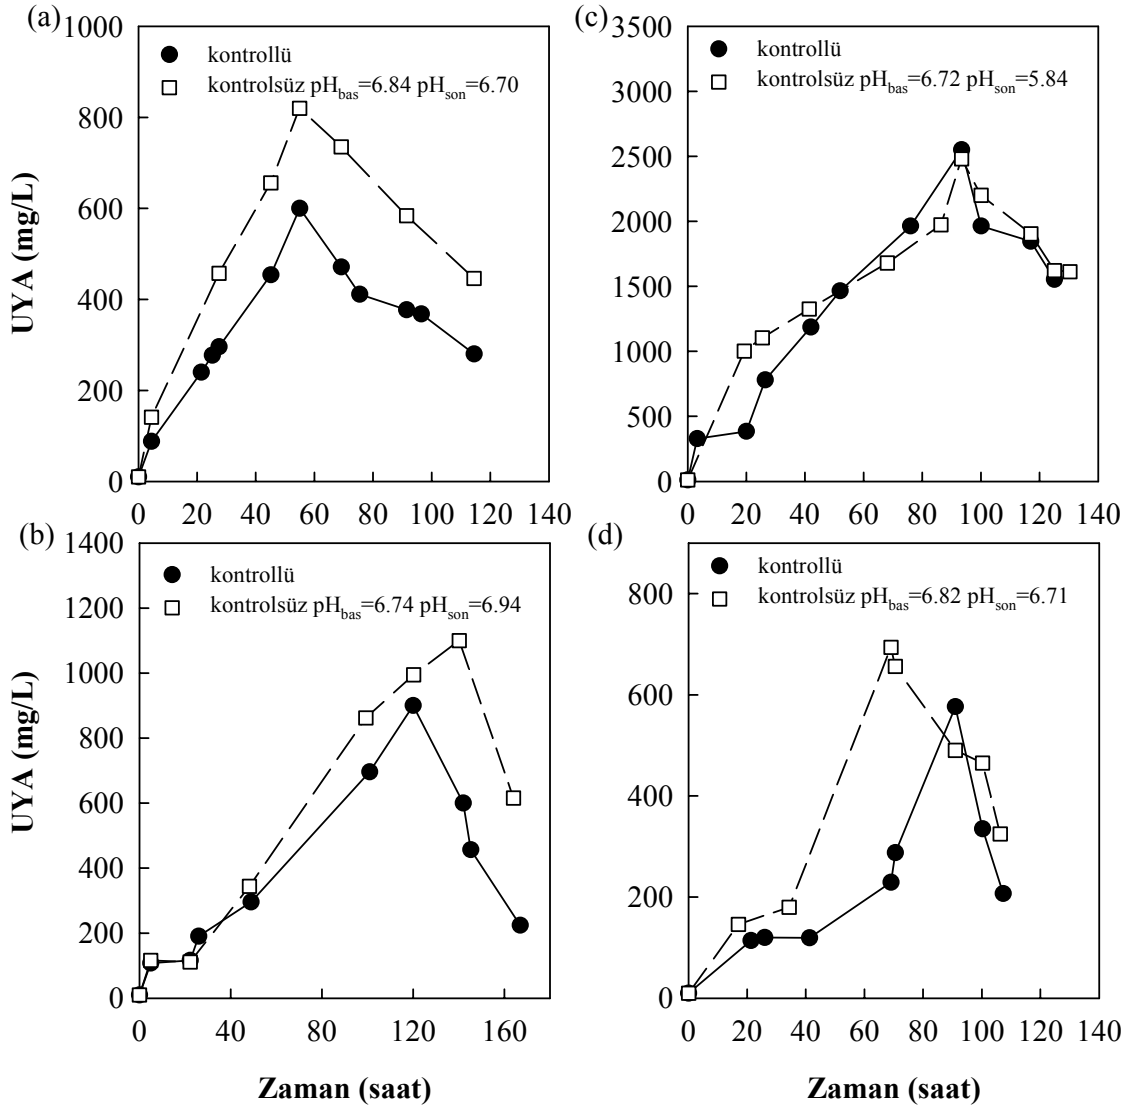 (a)
1000
800
600
400
200
0
kontrollü
kontrolsüz pH_bas=6.84 pH_son=6.70
0 20 40 60 80 100 120 140
UYA (mg/L)
(c)
3500
3000
2500
2000
1500
1000
500
0
kontrollü
kontrolsüz pH_bas=6.72 pH_son=5.84
0 20 40 60 80 100 120 140
(b)
1400
1200
1000
800
600
400
200
0
kontrollü
kontrolsüz pH_bas=6.74 pH_son=6.94
0 40 80 120 160
UYA (mg/L)
Zaman (saat)
(d)
800
600
400
200
0
kontrollü
kontrolsüz pH_bas=6.82 pH_son=6.71
0 20 40 60 80 100 120 140
Zaman (saat)